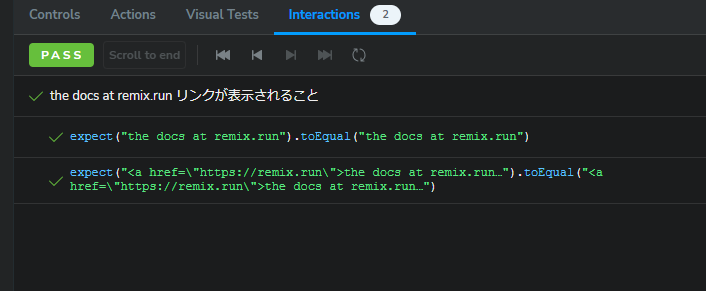 Controls Actions Visual Tests Interactions 2
PASS Scroll to end
the docs at remix.run リンクが表示されること
expect("the docs at remix.run").toEqual("the docs at remix.run")
expect("<a href=\"https://remix.run\">the docs at remix.run…").toEqual("<a
href=\"https://remix.run\">the docs at remix.run…")